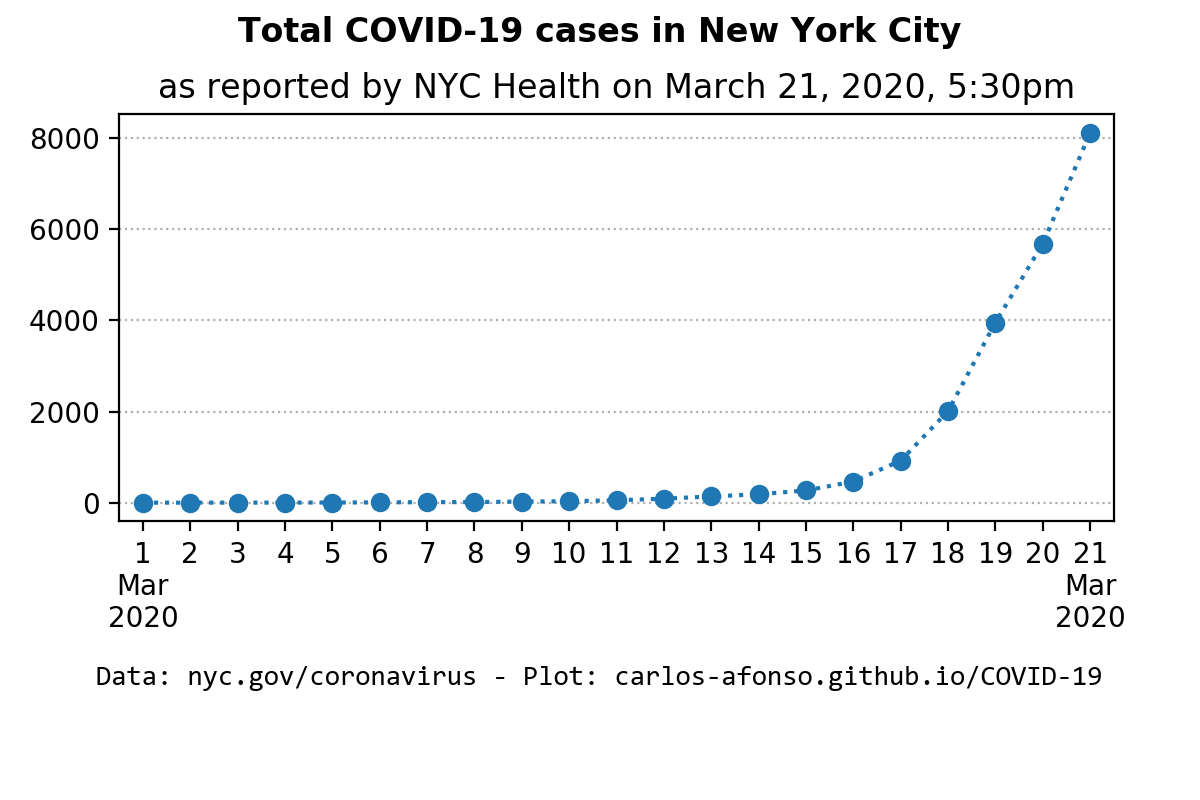 Total COVID-19 cases in New York City
as reported by NYC Health on March 21, 2020, 5:30pm
8000
6000
4000
2000
0
1 2 3 4 5 6 7 8 9 10 11 12 13 14 15 16 17 18 19 20 21
Mar Mar
2020 2020
Data: nyc.gov/coronavirus - Plot: carlos-afonso.github.io/COVID-19